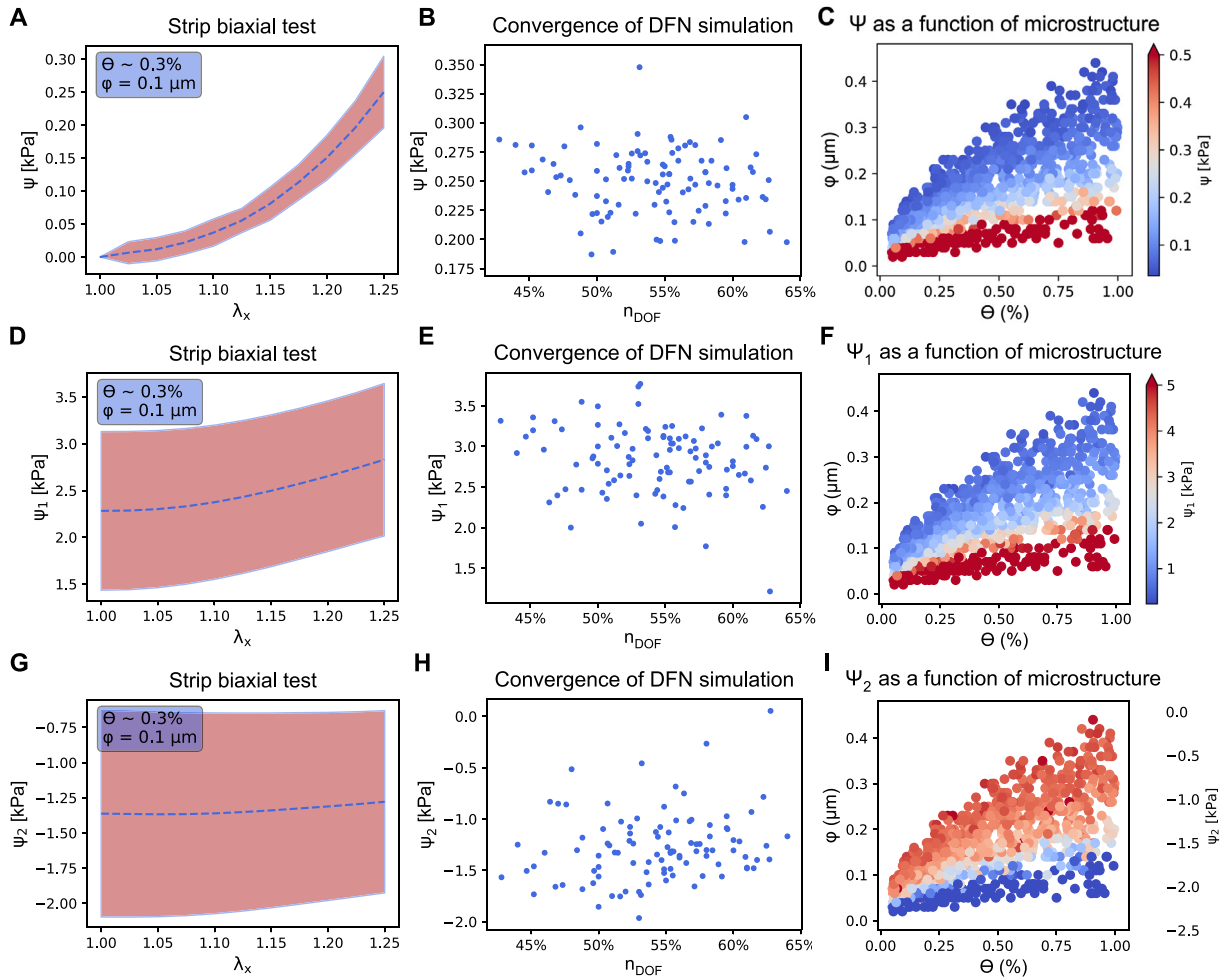 A
Strip biaxial test
Θ ~ 0.3%
φ = 0.1 µm
0.30
0.25
0.20
0.15
0.10
0.05
0.00
ψ [kPa]
1.00 1.05 1.10 1.15 1.20 1.25
λx
B
Convergence of DFN simulation
0.350
0.325
0.300
0.275
0.250
0.225
0.200
0.175
ψ [kPa]
45% 50% 55% 60% 65%
nDOF
C
Ψ as a function of microstructure
0.4
0.3
0.2
0.1
0.0
φ (µm)
0.00 0.25 0.50 0.75 1.00
Θ (%)
0.5
0.4
0.3
0.2
0.1
ψ [kPa]
D
Strip biaxial test
Θ ~ 0.3%
φ = 0.1 µm
3.5
3.0
2.5
2.0
1.5
ψ1 [kPa]
1.00 1.05 1.10 1.15 1.20 1.25
λx
E
Convergence of DFN simulation
3.5
3.0
2.5
2.0
1.5
ψ1 [kPa]
45% 50% 55% 60% 65%
nDOF
F
Ψ1 as a function of microstructure
0.4
0.3
0.2
0.1
0.0
φ (µm)
0.00 0.25 0.50 0.75 1.00
Θ (%)
5
4
3
2
1
ψ1 [kPa]
G
Strip biaxial test
Θ ~ 0.3%
φ = 0.1 µm
−0.75
−1.00
−1.25
−1.50
−1.75
−2.00
ψ2 [kPa]
1.00 1.05 1.10 1.15 1.20 1.25
λx
H
Convergence of DFN simulation
0.0
−0.5
−1.0
−1.5
−2.0
ψ2 [kPa]
45% 50% 55% 60% 65%
nDOF
I
Ψ2 as a function of microstructure
0.4
0.3
0.2
0.1
0.0
φ (µm)
0.00 0.25 0.50 0.75 1.00
Θ (%)
0.0
−0.5
−1.0
−1.5
−2.0
−2.5
ψ2 [kPa]